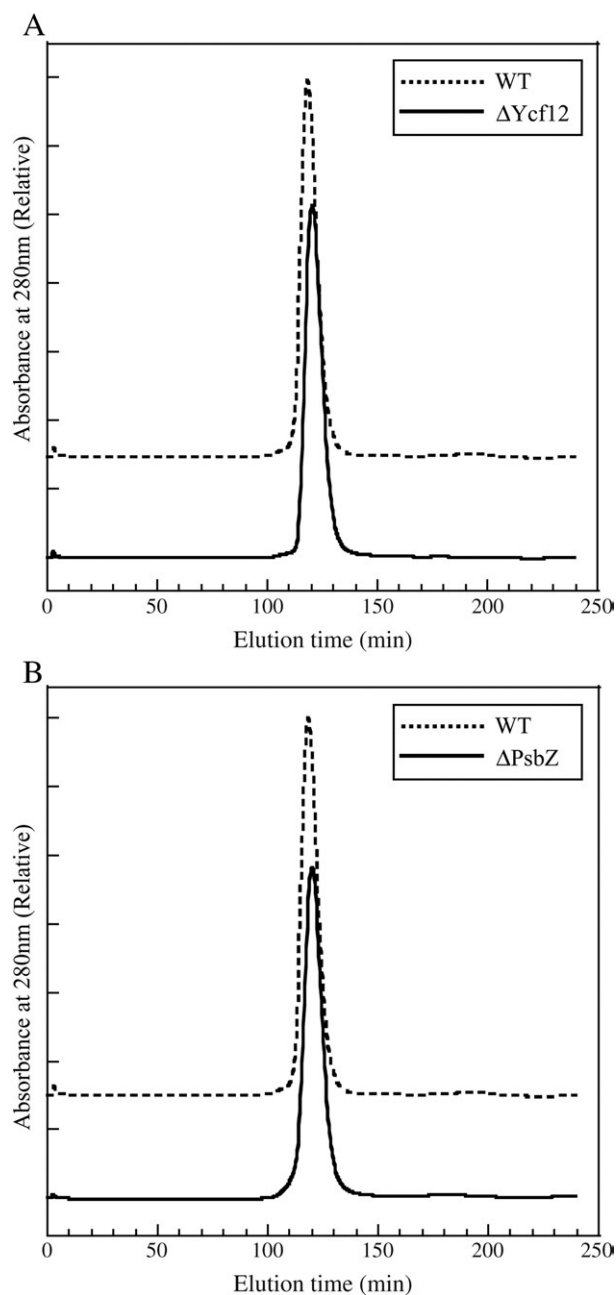 A
WT
ΔYcf12
Absorbance at 280nm (Relative)
0 50 100 150 200 250
Elution time (min)
B
WT
ΔPsbZ
Absorbance at 280nm (Relative)
0 50 100 150 200 250
Elution time (min)